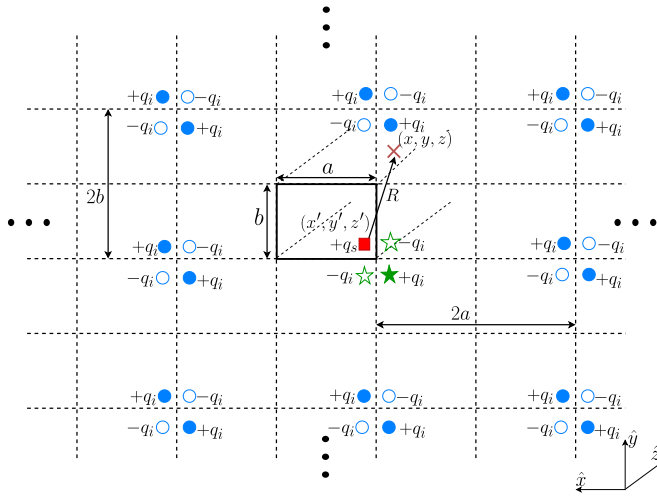 +q_i −q_i +q_i −q_i +q_i −q_i
−q_i +q_i −q_i +q_i −q_i +q_i
(x, y, z)
a
2b
R
b
(x′, y′, z′)
+q_i −q_i +q_s −q_i +q_i −q_i
−q_i +q_i −q_i +q_i −q_i +q_i
2a
+q_i −q_i +q_i −q_i +q_i −q_i
−q_i +q_i −q_i +q_i −q_i +q_i
ŷ
ẑ
x̂